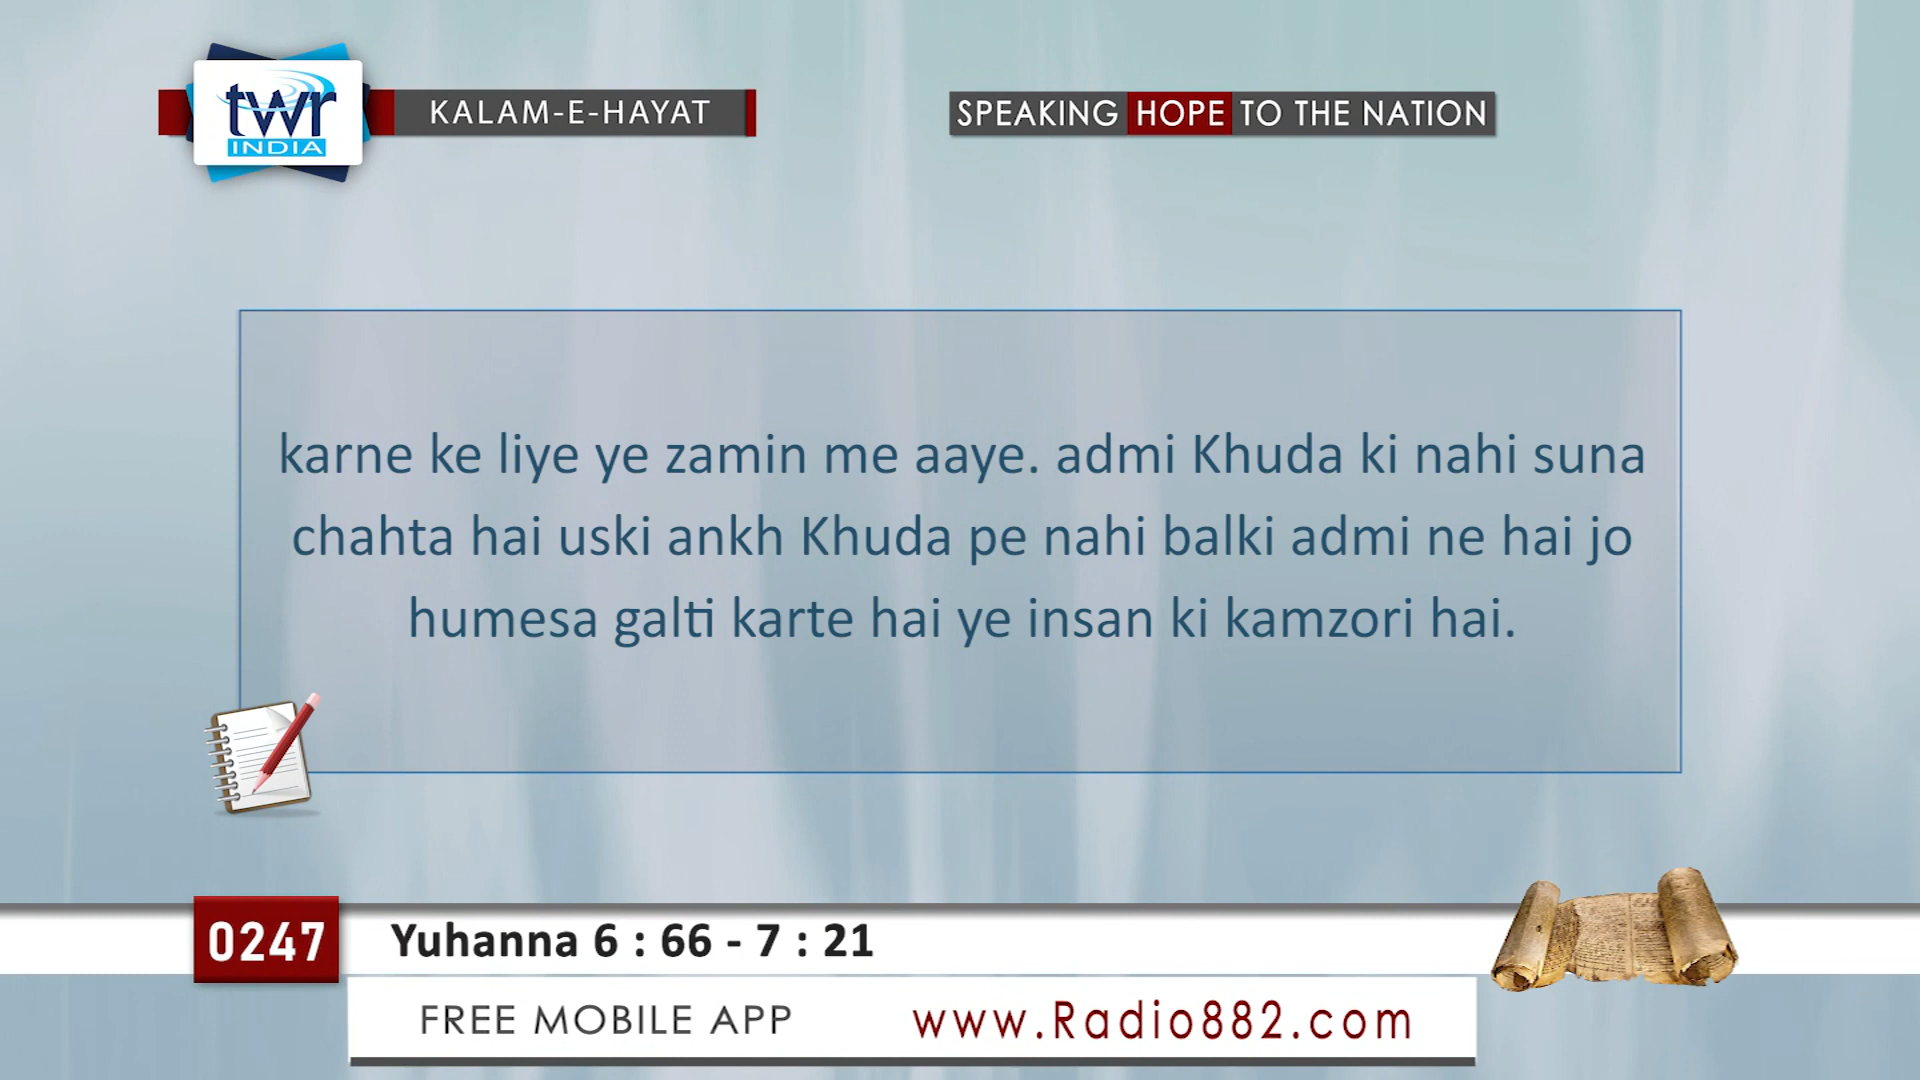 twr
INDIA
KALAM-E-HAYAT
SPEAKING HOPE TO THE NATION
karne ke liye ye zamin me aaye. admi Khuda ki nahi suna
chahta hai uski ankh Khuda pe nahi balki admi ne hai jo
humesa galti karte hai ye insan ki kamzori hai.
0247
Yuhanna 6 : 66 - 7 : 21
FREE MOBILE APP
www.Radio882.com